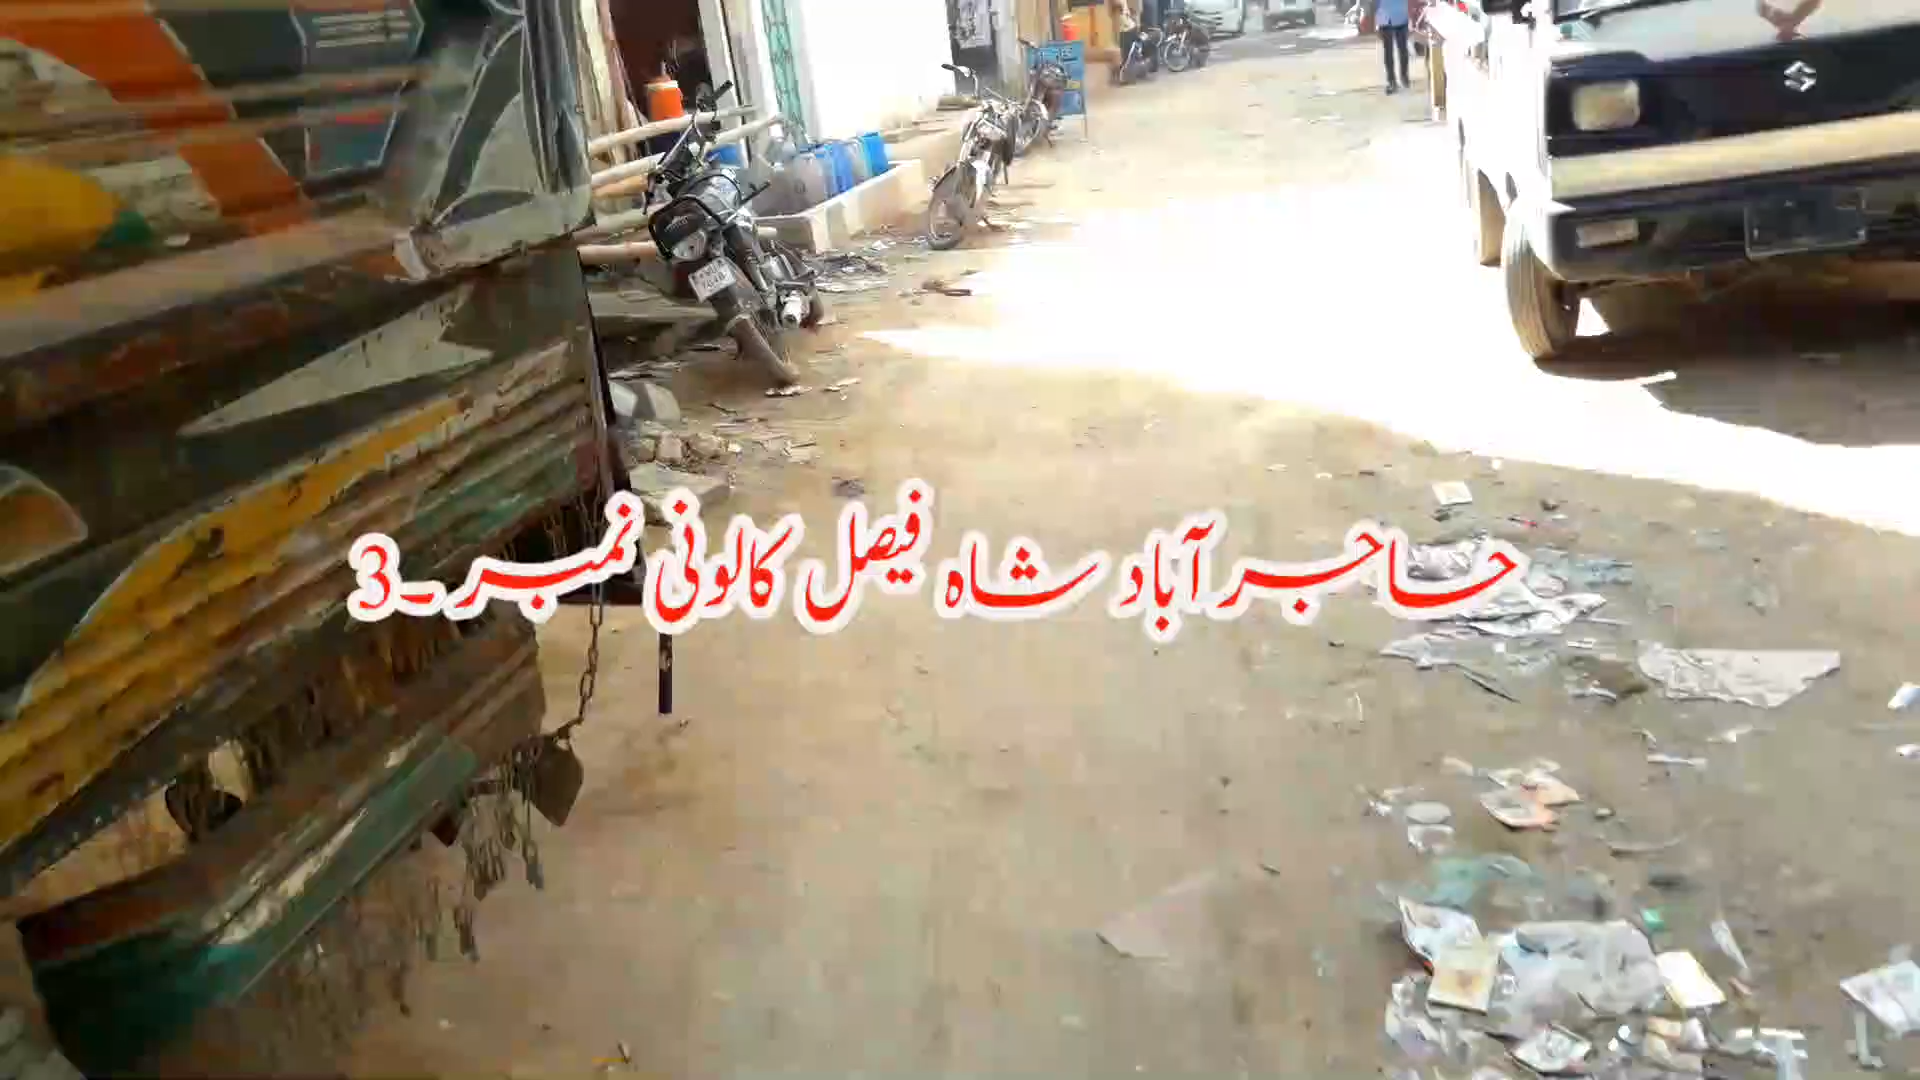 حاجر آباد شاہ فیصل کالونی نمبر ۔3